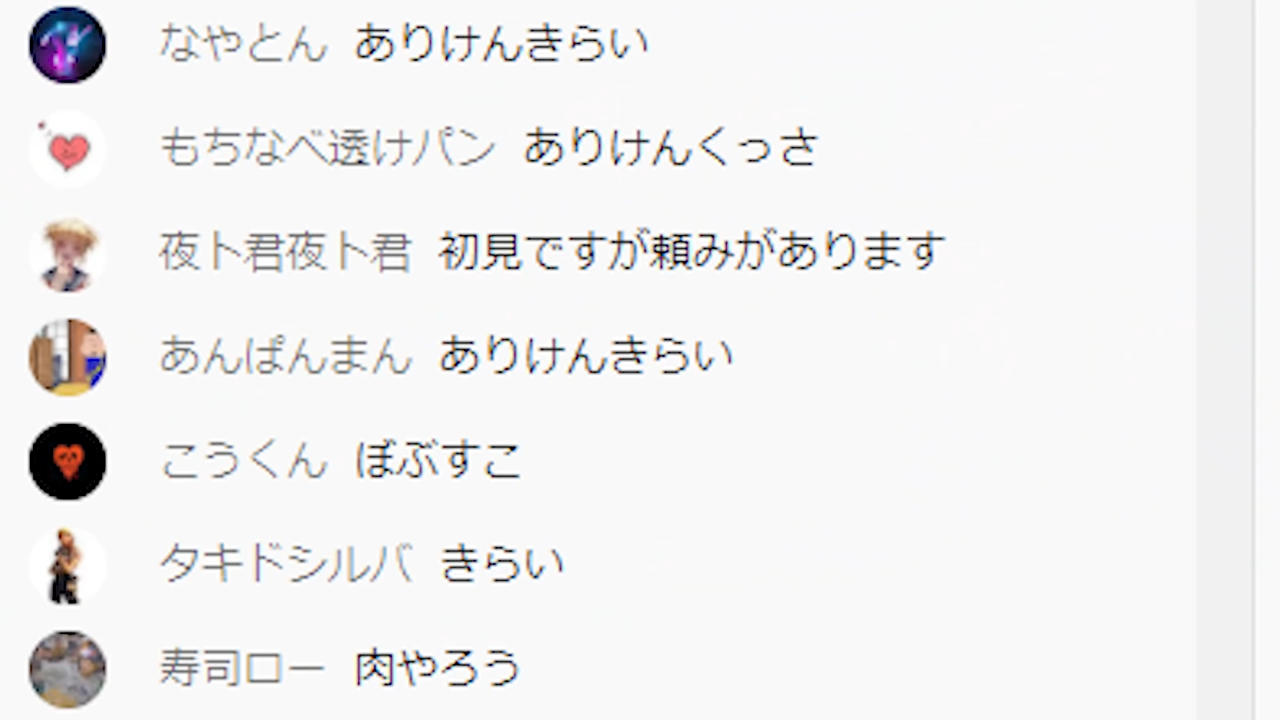 なやとん ありけんきらい
もちなべ透けパン ありけんくっさ
夜卜君夜卜君 初見ですが頼みがあります
あんぱんまん ありけんきらい
こうくん ぼぶすこ
タキドシルバ きらい
寿司ロー 肉やろう